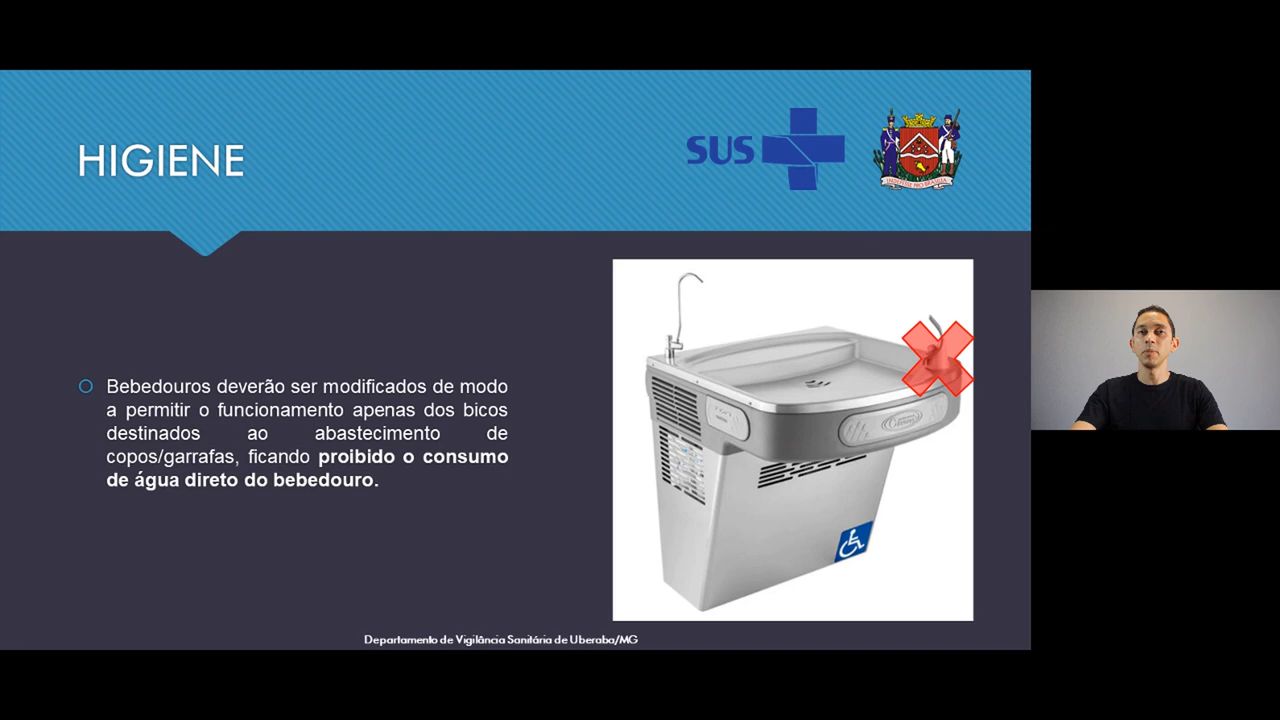 HIGIENE
SUS
Bebedouros deverão ser modificados de modo
a permitir o funcionamento apenas dos bicos
destinados ao abastecimento de
copos/garrafas, ficando proibido o consumo
de água direto do bebedouro.
Departamento de Vigilância Sanitária de Uberaba/MG